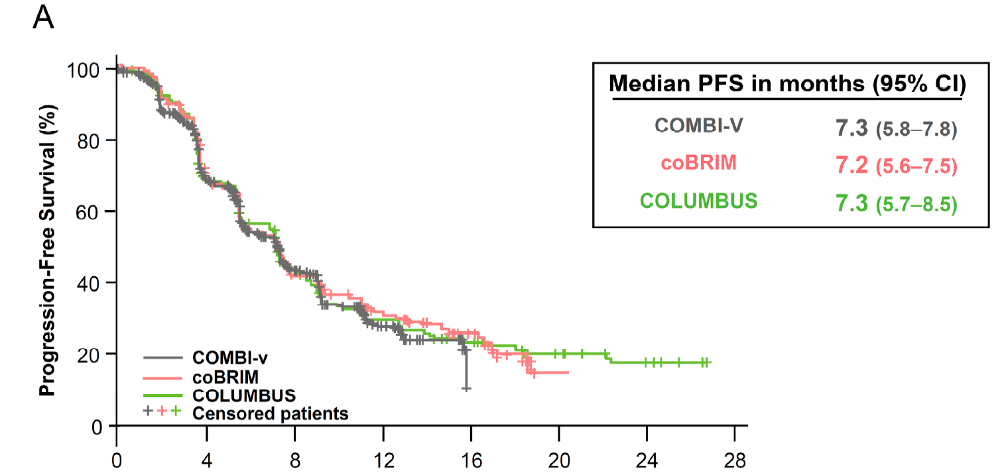 A
Progression-Free Survival (%)
100
80
60
40
20
0
0 4 8 12 16 20 24 28
Median PFS in months (95% CI)
COMBI-V 7.3 (5.8–7.8)
coBRIM 7.2 (5.6–7.5)
COLUMBUS 7.3 (5.7–8.5)
COMBI-v
coBRIM
COLUMBUS
Censored patients